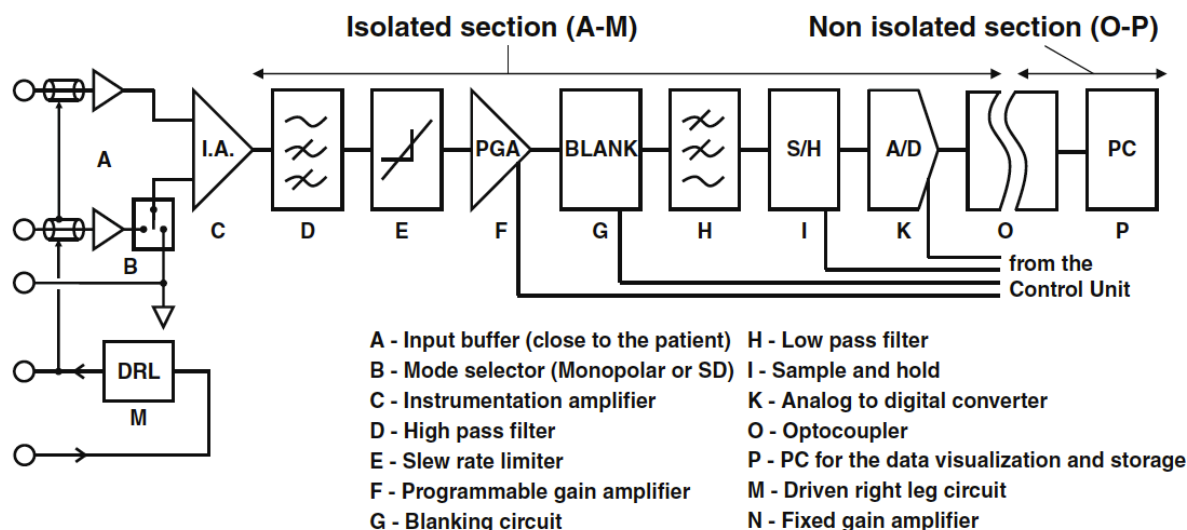 Isolated section (A-M) Non isolated section (O-P)
I.A. PGA BLANK S/H A/D PC
A
B C D E F G H I K O P
from the
Control Unit
DRL
M
A - Input buffer (close to the patient) H - Low pass filter
B - Mode selector (Monopolar or SD) I - Sample and hold
C - Instrumentation amplifier K - Analog to digital converter
D - High pass filter O - Optocoupler
E - Slew rate limiter P - PC for the data visualization and storage
F - Programmable gain amplifier M - Driven right leg circuit
G - Blanking circuit N - Fixed gain amplifier